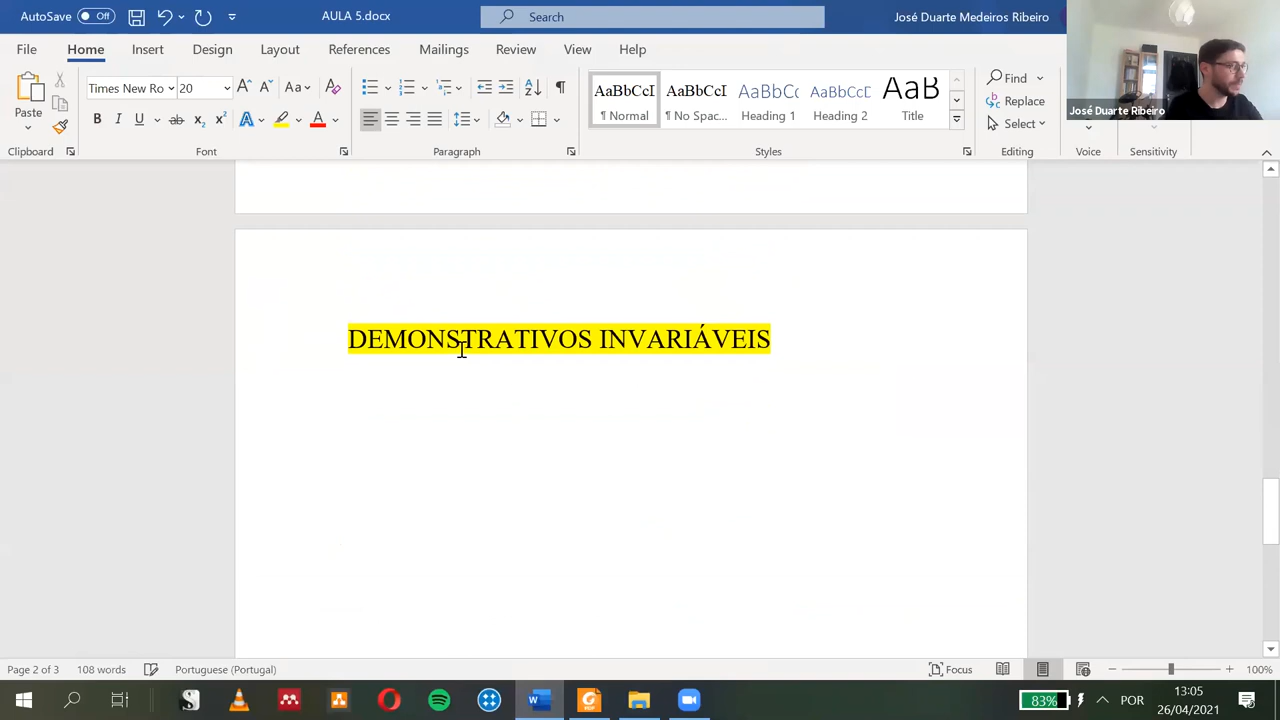 AutoSave Off AULA 5.docx Search José Duarte Medeiros Ribeiro
File Home Insert Design Layout References Mailings Review View Help
José Duarte Ribeiro
Paste
Times New Ro 20 Aa
AaBbCcI AaBbCcI AaBbCc AaBbCcE AaB
¶ Normal ¶ No Spac... Heading 1 Heading 2 Title
Find
Replace
Select
Clipboard Font Paragraph Styles Editing Voice Sensitivity
DEMONSTRATIVOS INVARIÁVEIS
Page 2 of 3 108 words Portuguese (Portugal) Focus 100%
83% POR 13:05
26/04/2021